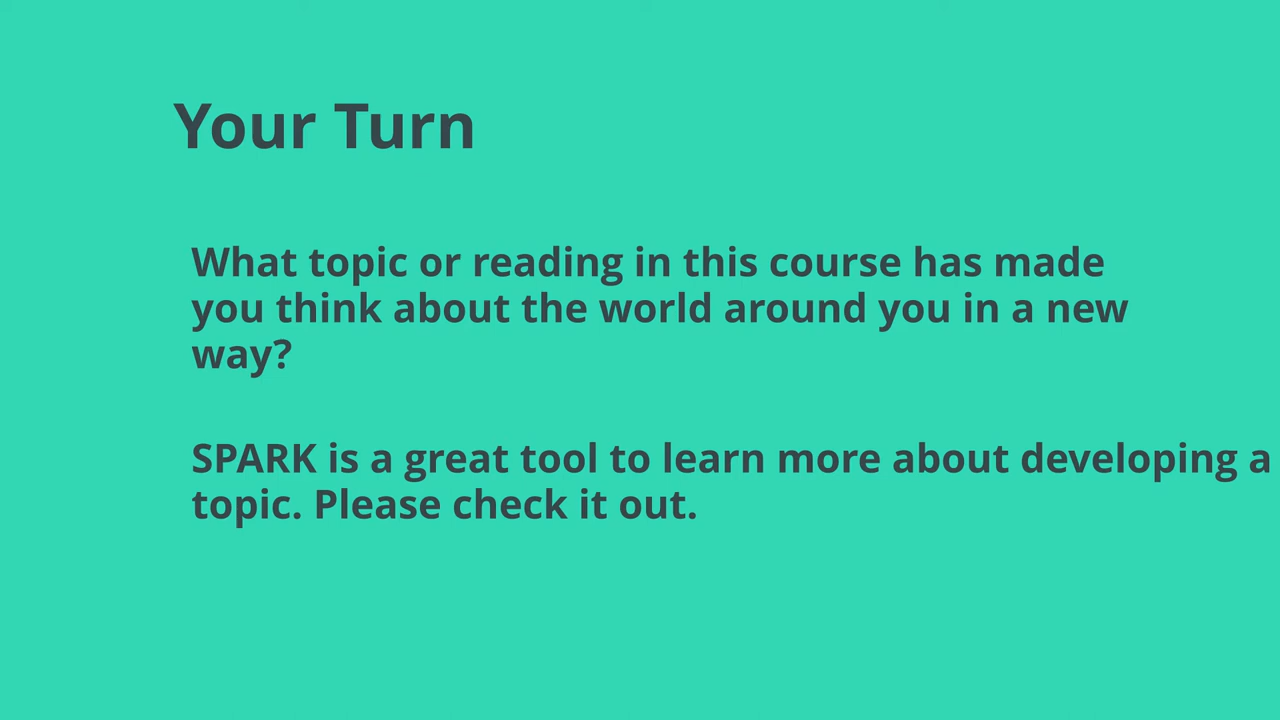 Your Turn
What topic or reading in this course has made
you think about the world around you in a new
way?
SPARK is a great tool to learn more about developing a
topic. Please check it out.